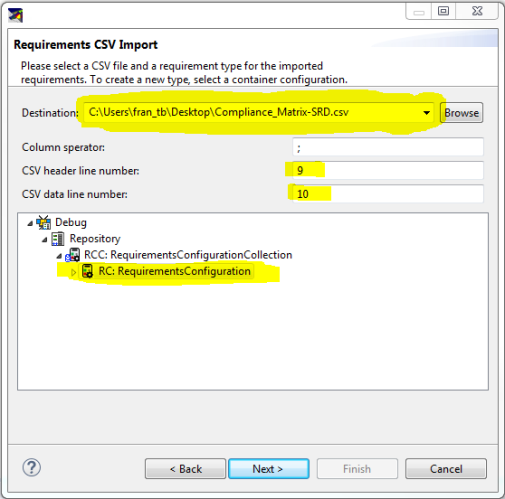 Requirements CSV Import
Please select a CSV file and a requirement type for the imported
requirements. To create a new type, select a container configuration.
Destination: C:\Users\fran_tb\Desktop\Compliance_Matrix-SRD.csv Browse
Column sperator: ;
CSV header line number: 9
CSV data line number: 10
Debug
Repository
RCC: RequirementsConfigurationCollection
RC: RequirementsConfiguration
? < Back Next > Finish Cancel